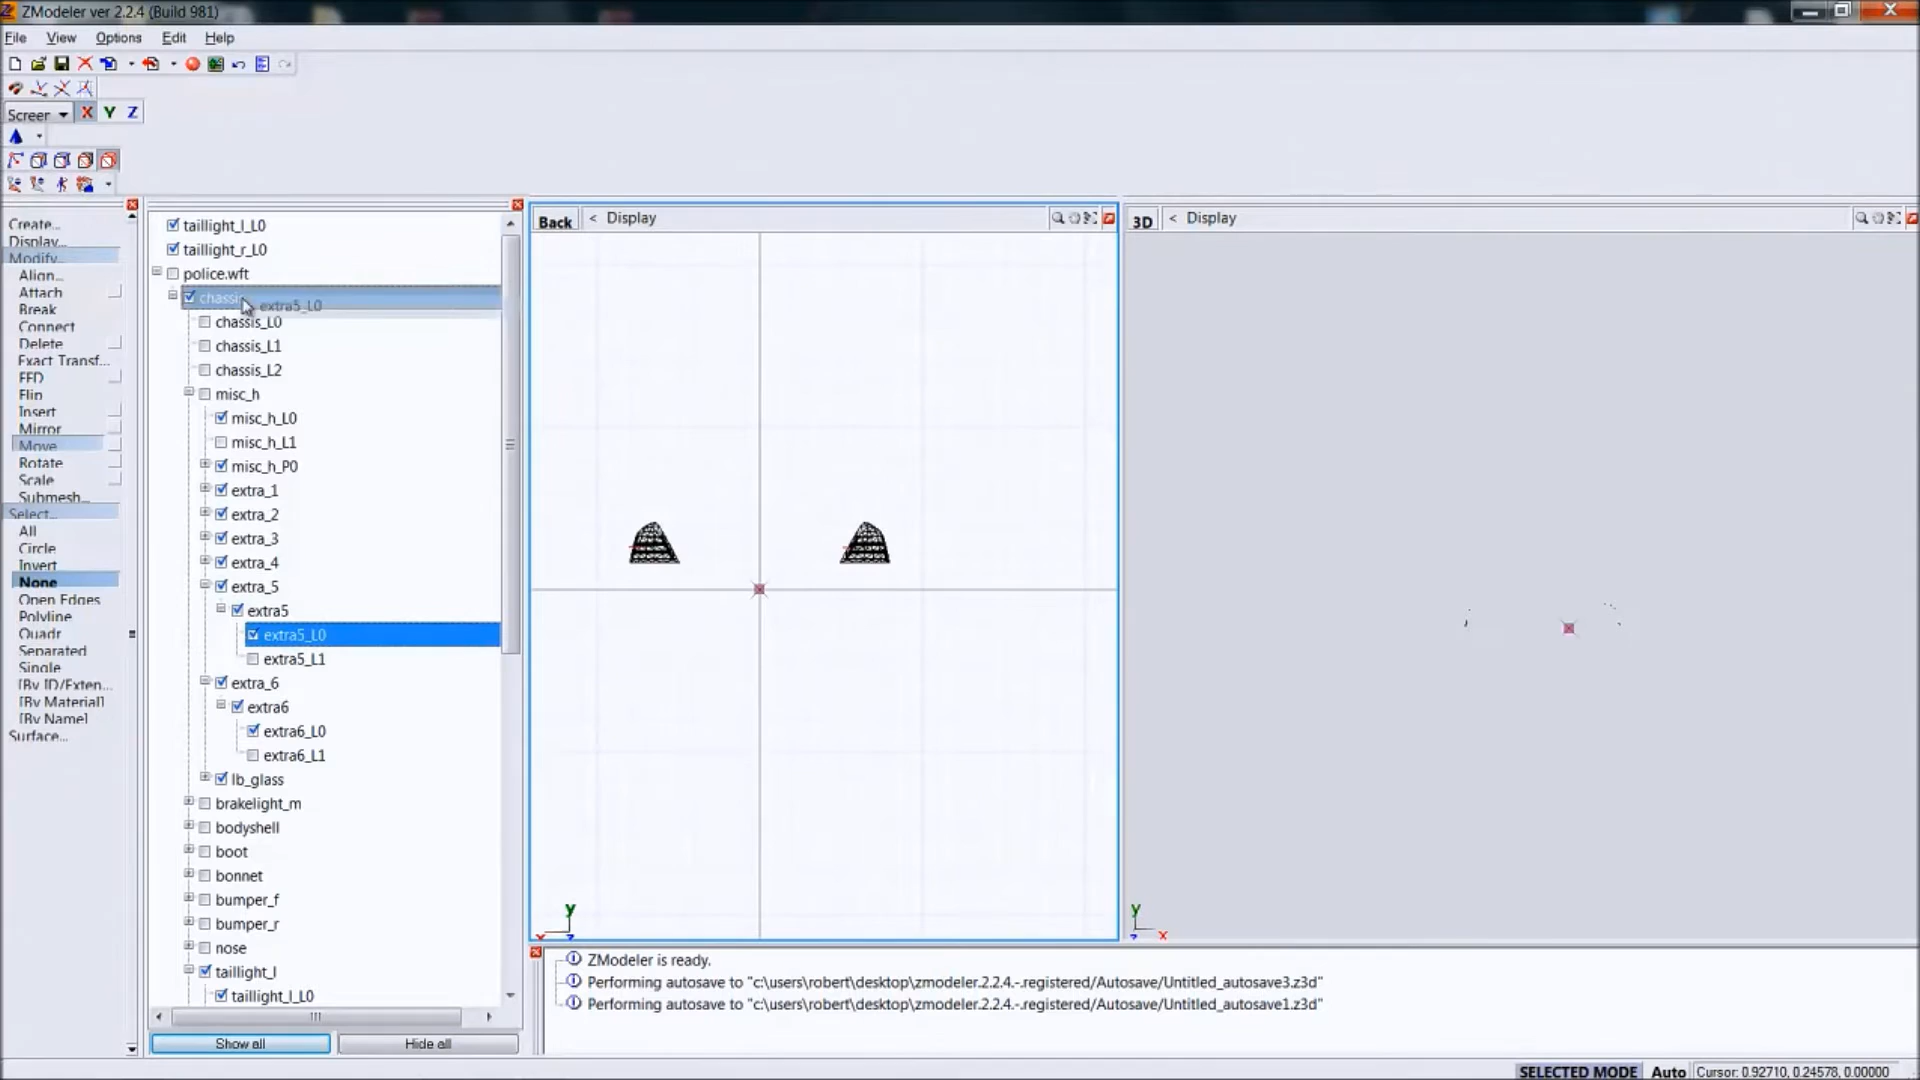 ZModeler ver 2.2.4 (Build 981)
File View Options Edit Help
Screer X Y Z
Create...
Display...
Modify...
Align...
Attach
Break
Connect
Delete
Exact Transf...
FFD
Flip
Insert
Mirror
Move
Rotate
Scale
Submesh...
Select...
All
Circle
Invert
None
Open Edges
Polyline
Quadr
Separated
Single
[By ID/Exten...
[By Material]
[By Name]
Surface...
taillight_l_L0
taillight_r_L0
police.wft
chassis
extra5_L0
chassis_L0
chassis_L1
chassis_L2
misc_h
misc_h_L0
misc_h_L1
misc_h_P0
extra_1
extra_2
extra_3
extra_4
extra_5
extra5
extra5_L0
extra5_L1
extra_6
extra6
extra6_L0
extra6_L1
lb_glass
brakelight_m
bodyshell
boot
bonnet
bumper_f
bumper_r
nose
taillight_l
taillight_l_L0
Show all Hide all
Back < Display
y
x
z
3D < Display
y
z x
ZModeler is ready.
Performing autosave to "c:\users\robert\desktop\zmodeler.2.2.4.-.registered/Autosave/Untitled_autosave3.z3d"
Performing autosave to "c:\users\robert\desktop\zmodeler.2.2.4.-.registered/Autosave/Untitled_autosave1.z3d"
SELECTED MODE Auto Cursor: 0.92710, 0.24578, 0.00000